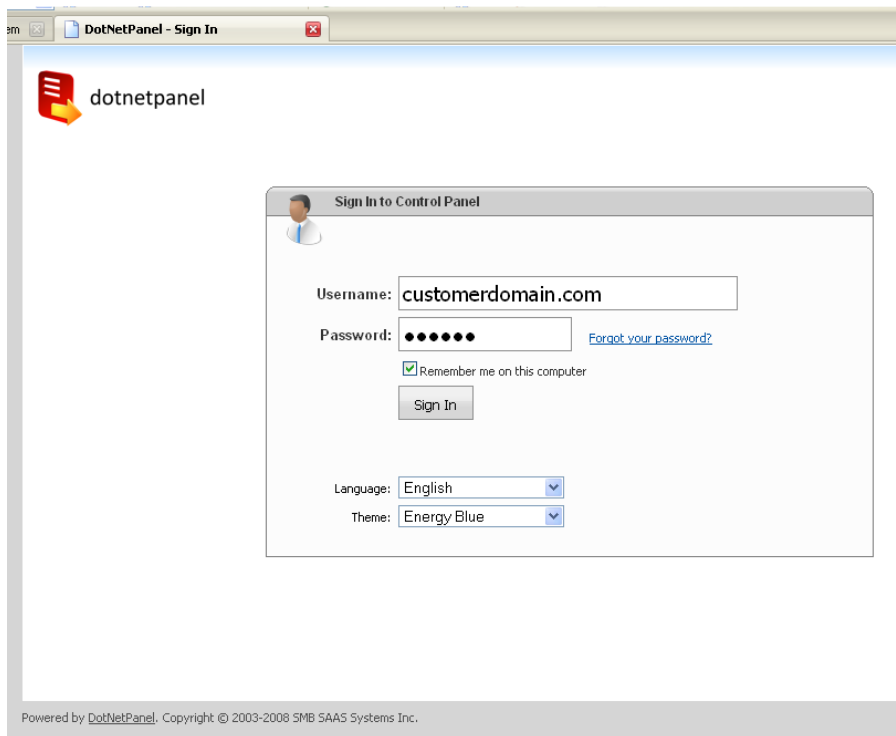 em
DotNetPanel - Sign In
dotnetpanel
Sign In to Control Panel
Username: customerdomain.com
Password: ●●●●●● Forgot your password?
Remember me on this computer
Sign In
Language: English
Theme: Energy Blue
Powered by DotNetPanel. Copyright © 2003-2008 SMB SAAS Systems Inc.